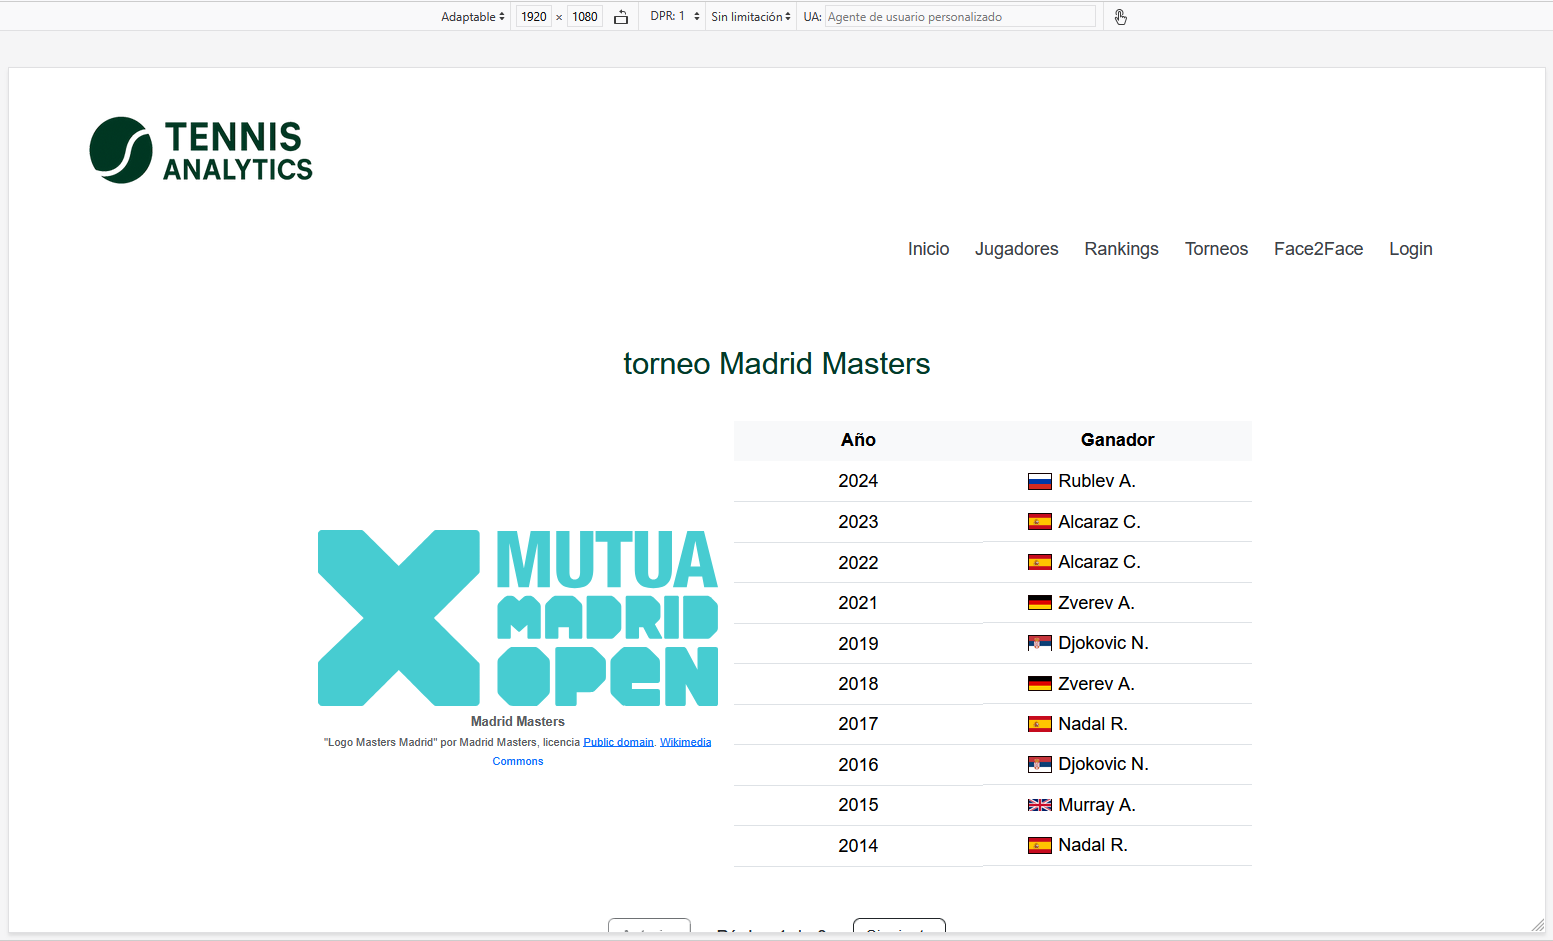 Adaptable 1920 × 1080 DPR: 1 Sin limitación UA: Agente de usuario personalizado
TENNIS
ANALYTICS
Inicio Jugadores Rankings Torneos Face2Face Login
torneo Madrid Masters
Año Ganador
2024 Rublev A.
2023 Alcaraz C.
2022 Alcaraz C.
2021 Zverev A.
2019 Djokovic N.
2018 Zverev A.
2017 Nadal R.
2016 Djokovic N.
2015 Murray A.
2014 Nadal R.
MUTUA
MADRID
OPEN
Madrid Masters
"Logo Masters Madrid" por Madrid Masters, licencia Public domain. Wikimedia
Commons